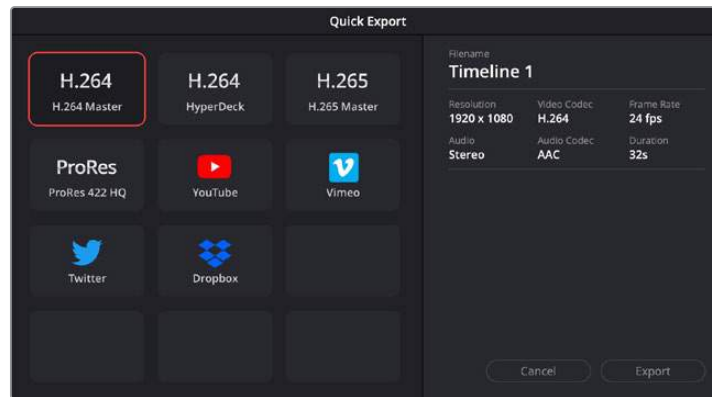 Quick Export
H.264
H.264 Master
H.264
HyperDeck
H.265
H.265 Master
ProRes
ProRes 422 HQ
YouTube
Vimeo
Twitter
Dropbox
Filename
Timeline 1
Resolution Video Codec Frame Rate
1920 x 1080 H.264 24 fps
Audio Audio Codec Duration
Stereo AAC 32s
Cancel Export